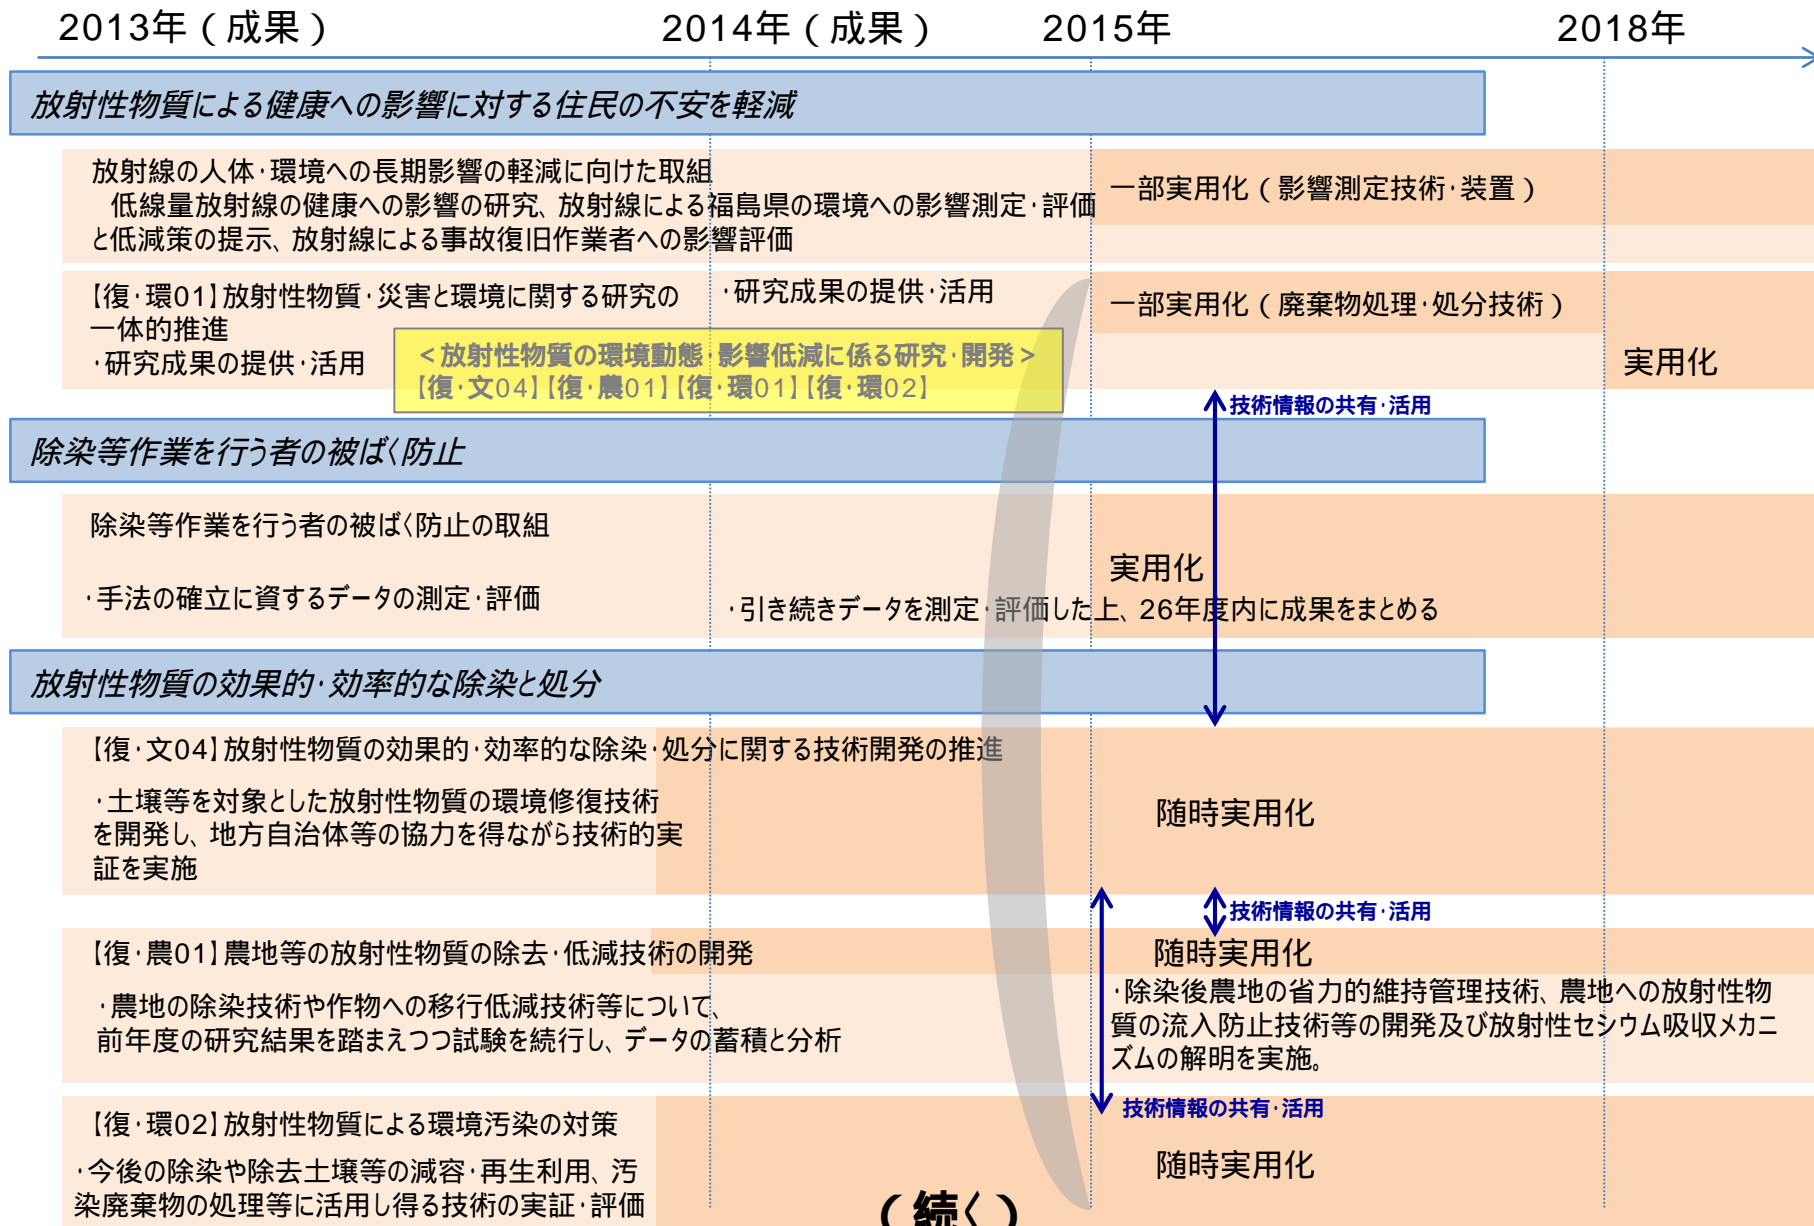 2013年（成果）
2014年（成果）
2015年
2018年
放射性物質による健康への影響に対する住民の不安を軽減
放射線の人体・環境への長期影響の軽減に向けた取組
低線量放射線の健康への影響の研究、放射線による福島県の環境への影響測定・評価
と低減策の提示、放射線による事故復旧作業者への影響評価
一部実用化（影響測定技術・装置）
【復・環01】放射性物質・災害と環境に関する研究の
一体的推進
・研究成果の提供・活用
・研究成果の提供・活用
一部実用化（廃棄物処理・処分技術）
実用化
＜放射性物質の環境動態・影響低減に係る研究・開発＞
【復・文04】【復・農01】【復・環01】【復・環02】
技術情報の共有・活用
除染等作業を行う者の被ばく防止
除染等作業を行う者の被ばく防止の取組
・手法の確立に資するデータの測定・評価
実用化
・引き続きデータを測定・評価した上、26年度内に成果をまとめる
放射性物質の効果的・効率的な除染と処分
【復・文04】放射性物質の効果的・効率的な除染・処分に関する技術開発の推進
・土壌等を対象とした放射性物質の環境修復技術
を開発し、地方自治体等の協力を得ながら技術的実
証を実施
随時実用化
技術情報の共有・活用
【復・農01】農地等の放射性物質の除去・低減技術の開発
随時実用化
・農地の除染技術や作物への移行低減技術等について、
前年度の研究結果を踏まえつつ試験を続行し、データの蓄積と分析
・除染後農地の省力的維持管理技術、農地への放射性物
質の流入防止技術等の開発及び放射性セシウム吸収メカニ
ズムの解明を実施。
技術情報の共有・活用
【復・環02】放射性物質による環境汚染の対策
・今後の除染や除去土壌等の減容・再生利用、汚
染廃棄物の処理等に活用し得る技術の実証・評価
随時実用化
（続く）